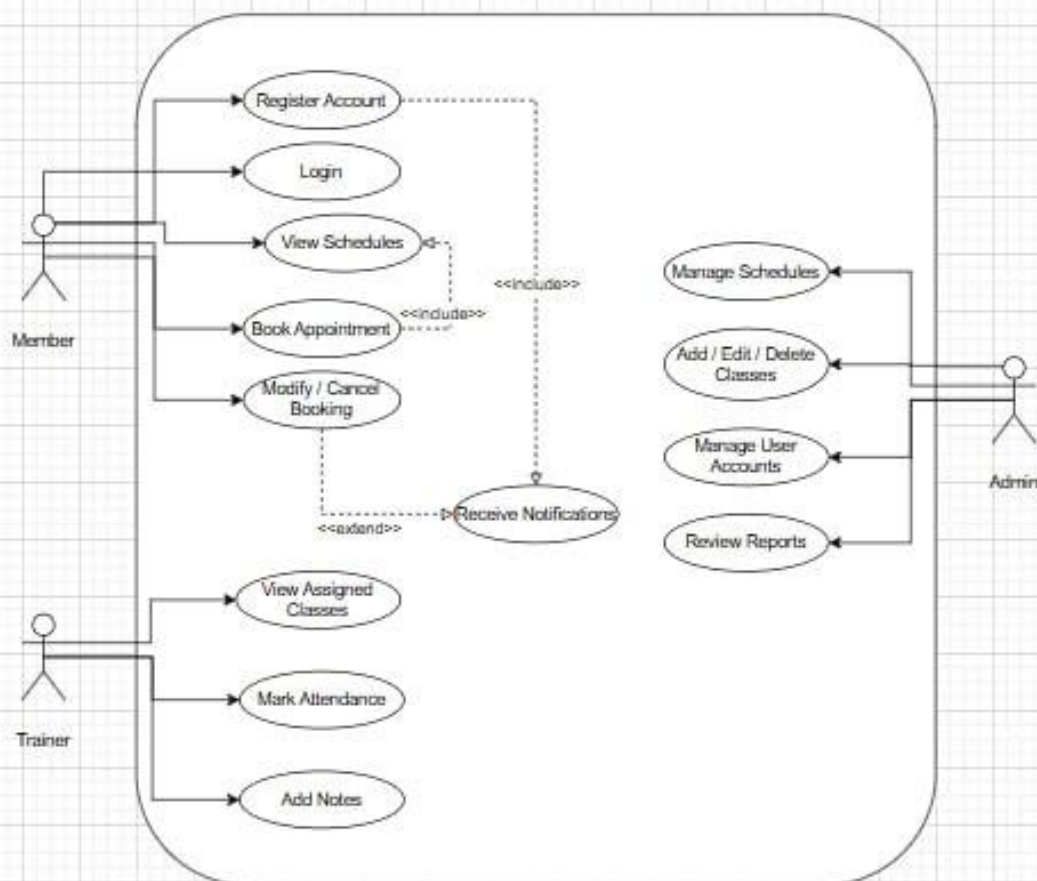 Register Account
Login
View Schedules
<<include>>
Manage Schedules
<<include>>
Book Appointment
Member
Add / Edit / Delete
Classes
Modify / Cancel
Booking
Manage User
Accounts
Admin
Receive Notifications
<<extend>>
Review Reports
View Assigned
Classes
Mark Attendance
Trainer
Add Notes